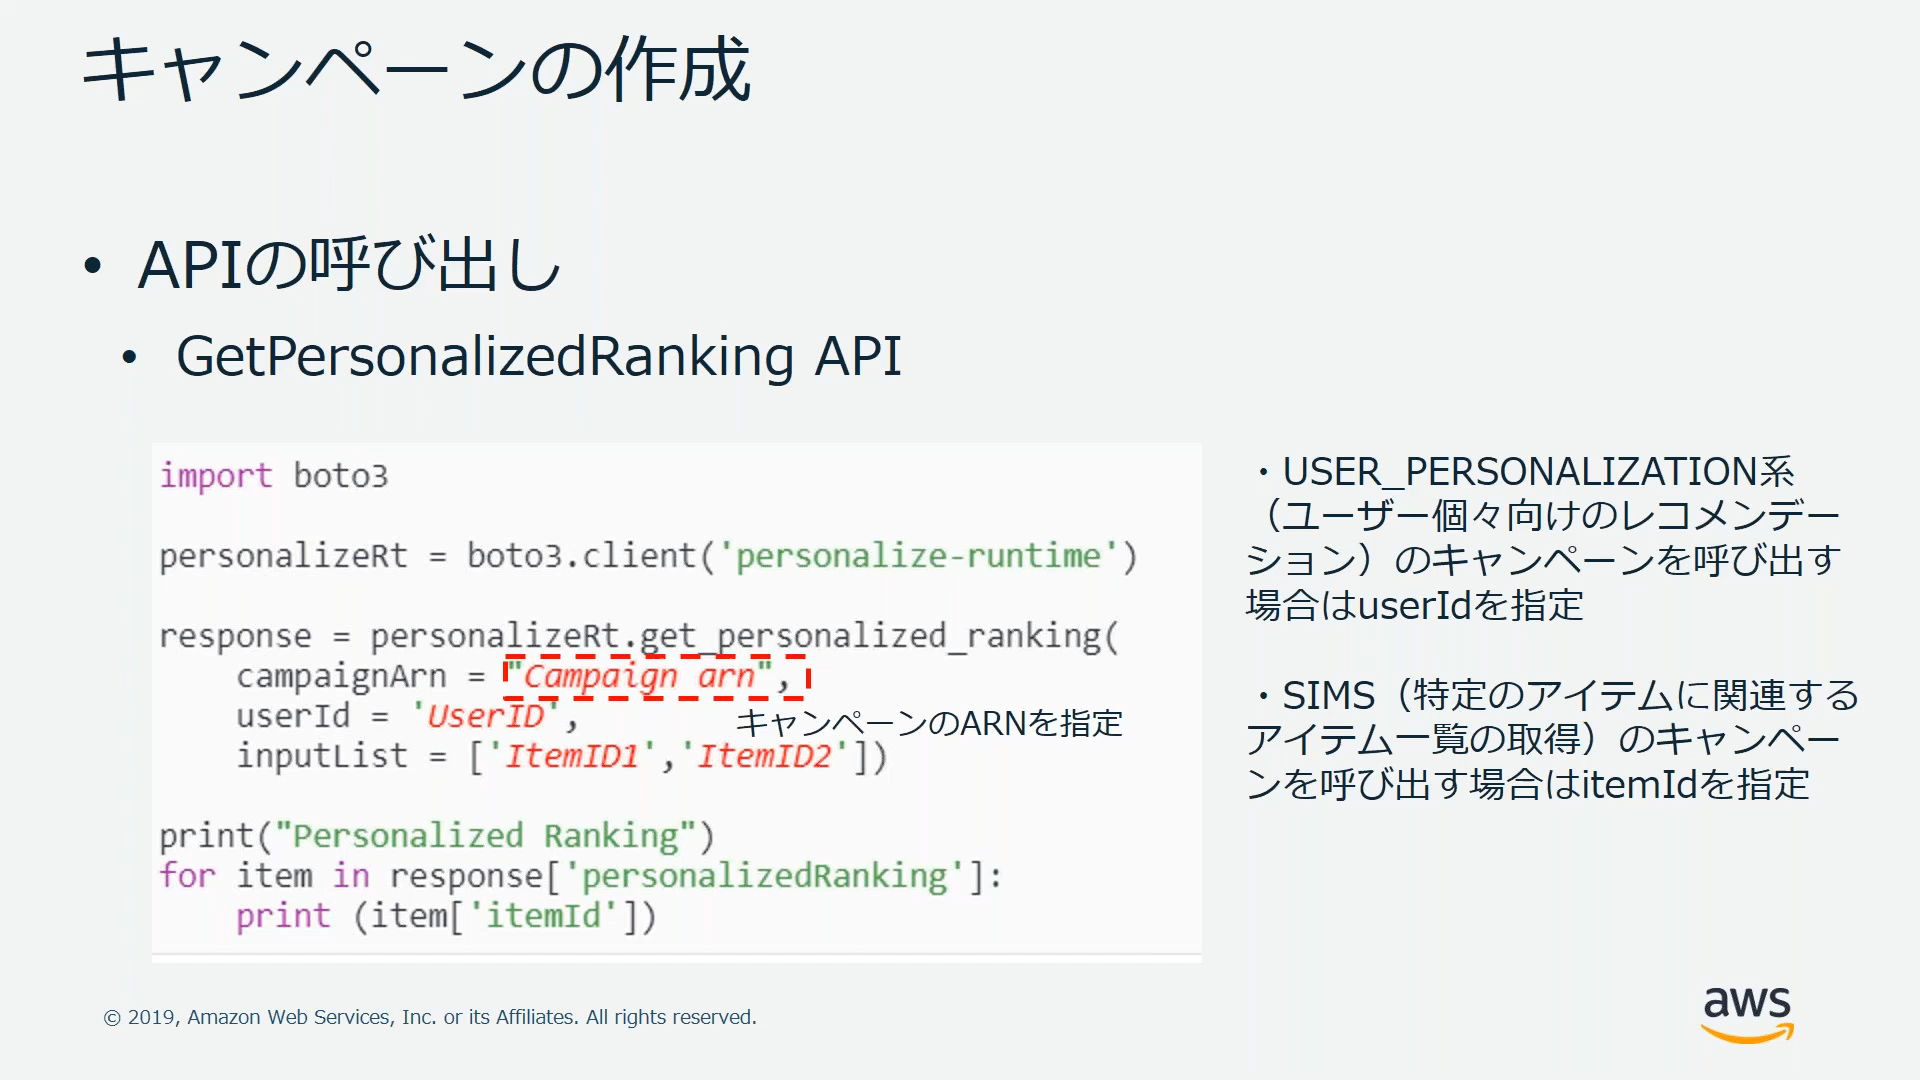 キャンペーンの作成
• APIの呼び出し
• GetPersonalizedRanking API
import boto3
personalizeRt = boto3.client('personalize-runtime')
response = personalizeRt.get_personalized_ranking(
    campaignArn = "Campaign arn",
    userId = 'UserID',
キャンペーンのARNを指定
    inputList = ['ItemID1','ItemID2'])
print("Personalized Ranking")
for item in response['personalizedRanking']:
    print (item['itemId'])
・USER_PERSONALIZATION系
（ユーザー個々向けのレコメンデー
ション）のキャンペーンを呼び出す
場合はuserIdを指定
・SIMS（特定のアイテムに関連する
アイテム一覧の取得）のキャンペー
ンを呼び出す場合はitemIdを指定
© 2019, Amazon Web Services, Inc. or its Affiliates. All rights reserved.
aws